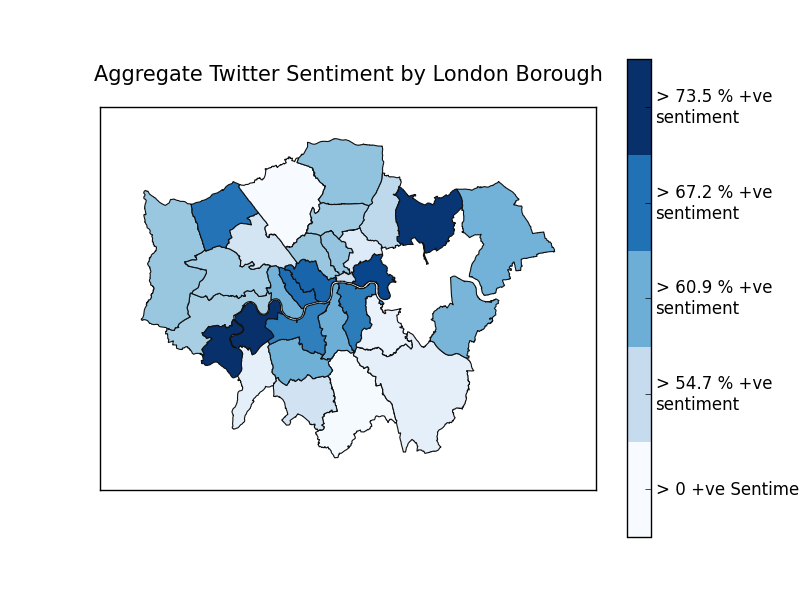 Aggregate Twitter Sentiment by London Borough
> 73.5 % +ve
sentiment
> 67.2 % +ve
sentiment
> 60.9 % +ve
sentiment
> 54.7 % +ve
sentiment
> 0 +ve Sentime